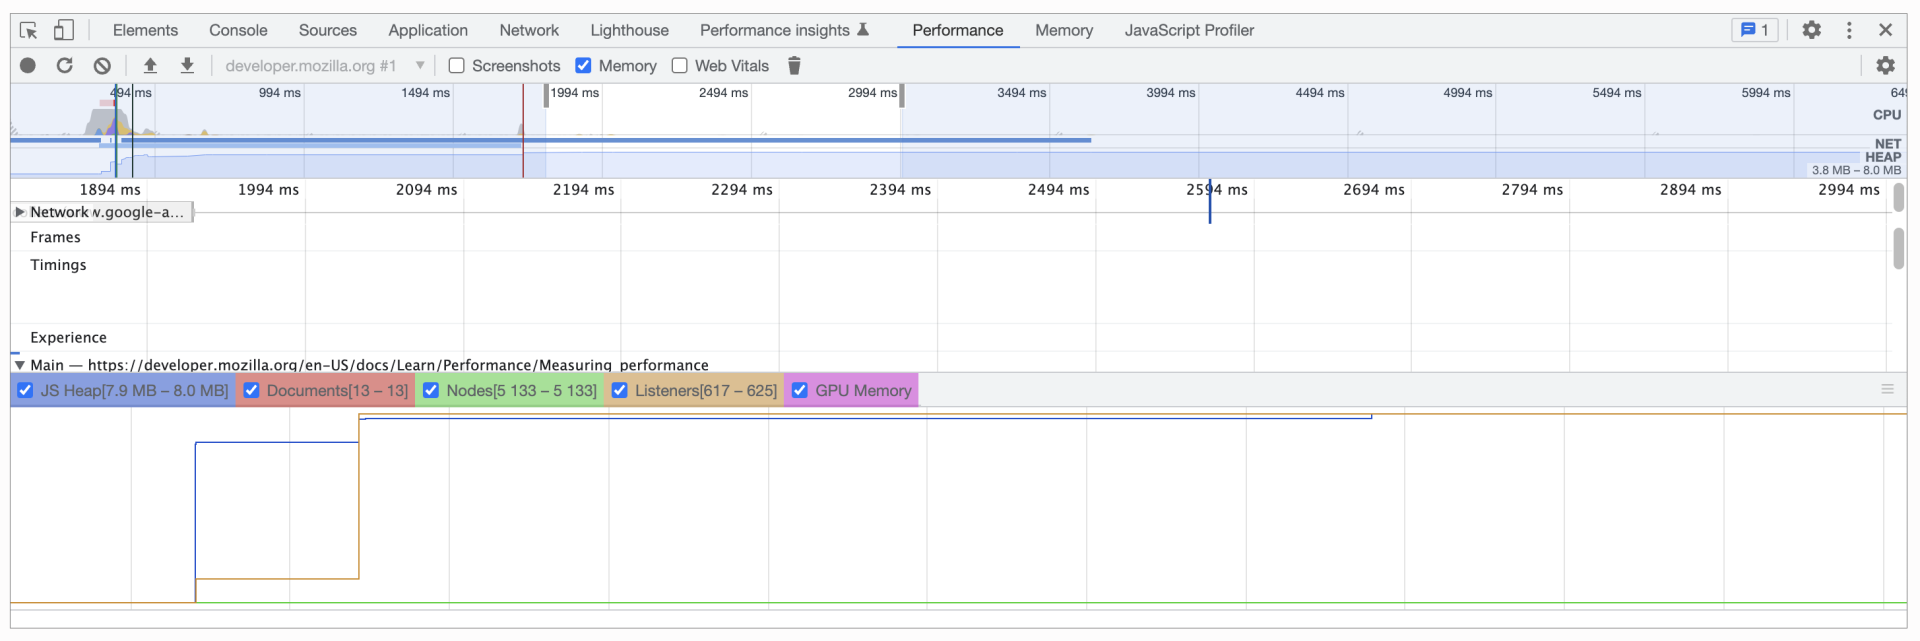 Elements Console Sources Application Network Lighthouse Performance insights Performance Memory JavaScript Profiler 1
developer.mozilla.org #1 Screenshots Memory Web Vitals
494 ms 994 ms 1494 ms 1994 ms 2494 ms 2994 ms 3494 ms 3994 ms 4494 ms 4994 ms 5494 ms 5994 ms 649
CPU
NET
HEAP
3.8 MB – 8.0 MB
1894 ms 1994 ms 2094 ms 2194 ms 2294 ms 2394 ms 2494 ms 2594 ms 2694 ms 2794 ms 2894 ms 2994 ms
Network v.google-a...
Frames
Timings
Experience
Main — https://developer.mozilla.org/en-US/docs/Learn/Performance/Measuring_performance
JS Heap[7.9 MB – 8.0 MB] Documents[13 – 13] Nodes[5 133 – 5 133] Listeners[617 – 625] GPU Memory